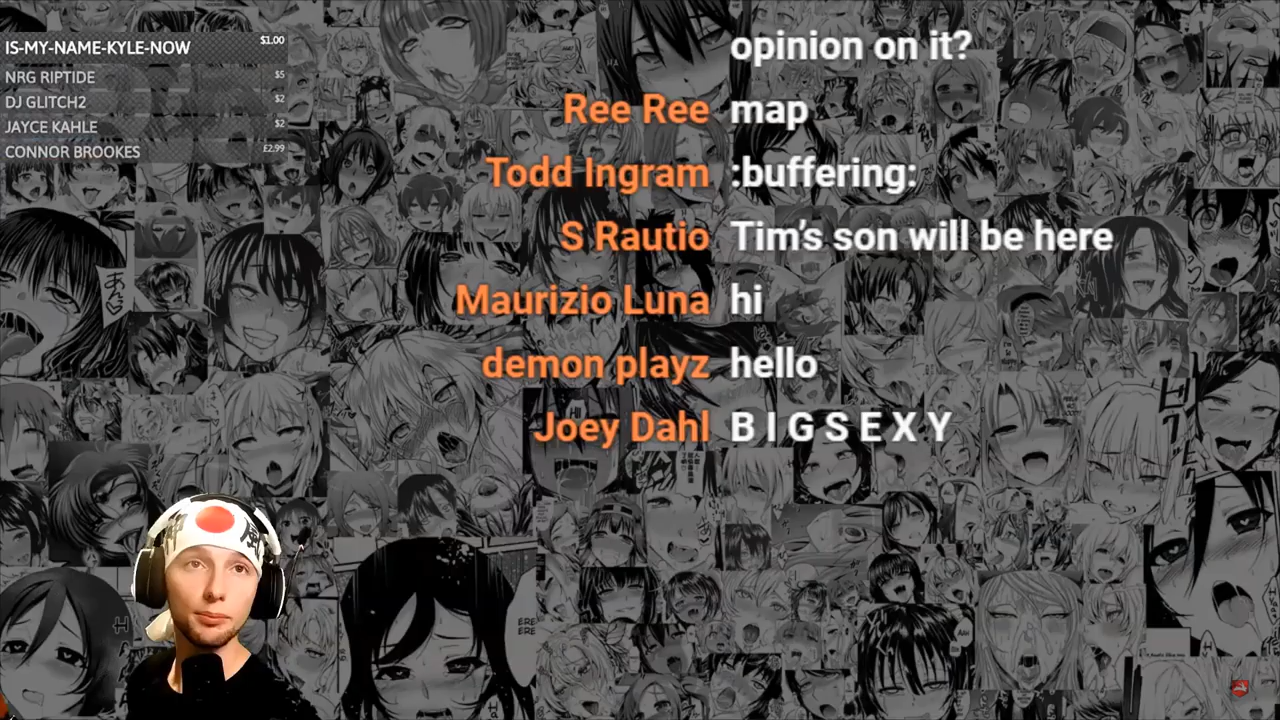 IS-MY-NAME-KYLE-NOW $1.00
NRG RIPTIDE $5
DJ GLITCH2 $2
JAYCE KAHLE $2
CONNOR BROOKES £2.99
opinion on it?
Ree Ree map
Todd Ingram :buffering:
S Rautio Tim's son will be here
Maurizio Luna hi
demon playz hello
Joey Dahl B I G S E X Y